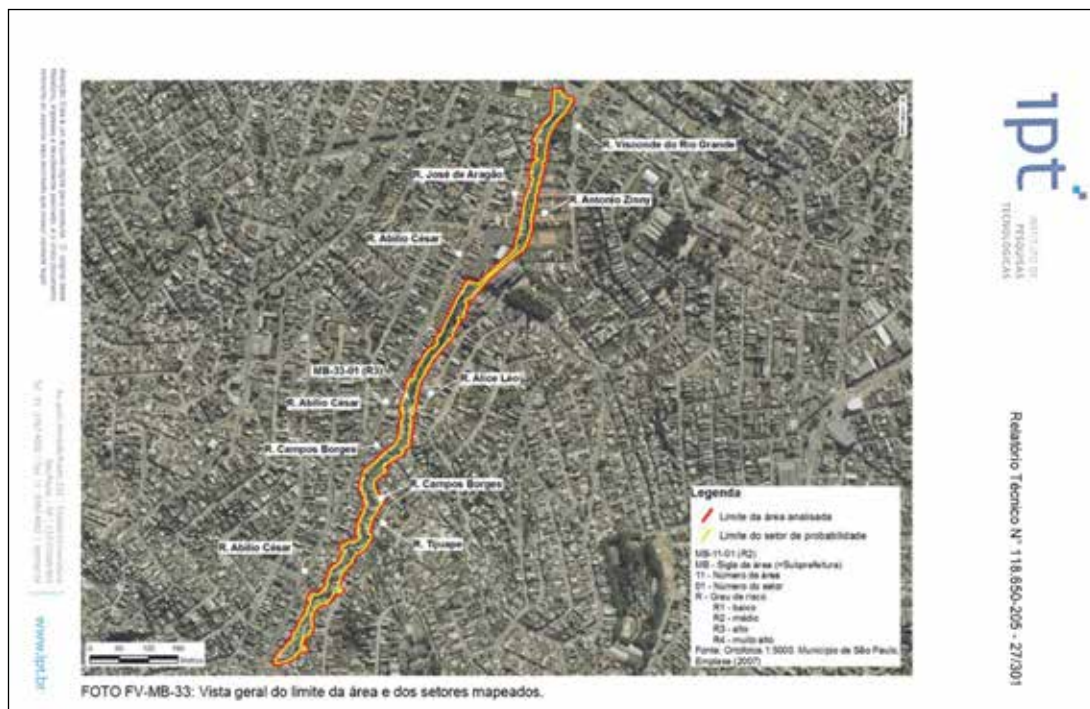 ipt
INSTITUTO DE
PESQUISAS
TECNOLÓGICAS
Relatório Técnico N° 118.650-205 - 27/301
R. Visconde do Rio Grande
R. José de Aragão
R. Antonio Zinny
R. Abílio César
MB-33-01 (R3)
R. Alice Leo
R. Abílio César
R. Campos Borges
R. Campos Borges
R. Tijuape
R. Abílio César
Legenda
Limite da área analisada
Limite do setor de probabilidade
MB-11-01 (R2)
MB - Sigla da área (=Subprefeitura)
11 - Número da área
01 - Número do setor
R - Grau de risco
R1 - baixo
R2 - médio
R3 - alto
R4 - muito alto
Fonte: Ortofotos 1:5000. Município de São Paulo,
Emplasa (2007)
FOTO FV-MB-33: Vista geral do limite da área e dos setores mapeados.
www.ipt.br